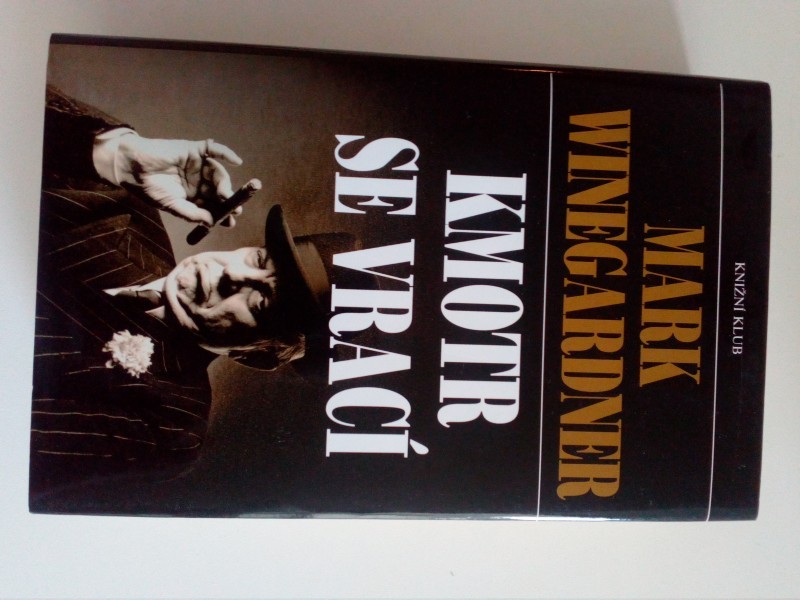 KNIŽNÍ KLUB
MARK
WINEGARDNER
KMOTR
SE VRACÍ